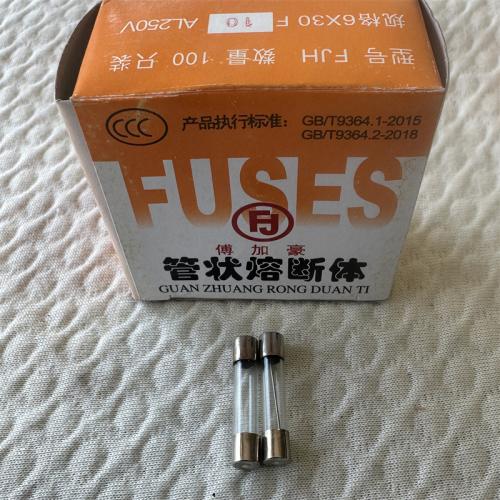 规格6X30 F 10 AL250V
型号 FJH 数量 100 只装
CCC
产品执行标准: GB/T9364.1-2015
GB/T9364.2-2018
FUSES
FJ
傅加豪
管状熔断体
GUAN ZHUANG RONG DUAN TI